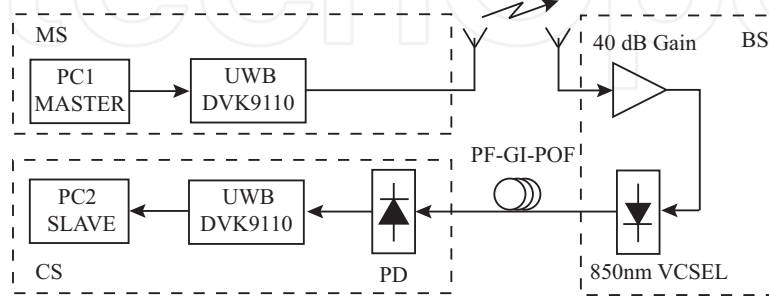 MS
PC1
MASTER
UWB
DVK9110
40 dB Gain
BS
PC2
SLAVE
UWB
DVK9110
PF-GI-POF
CS
PD
850nm VCSEL